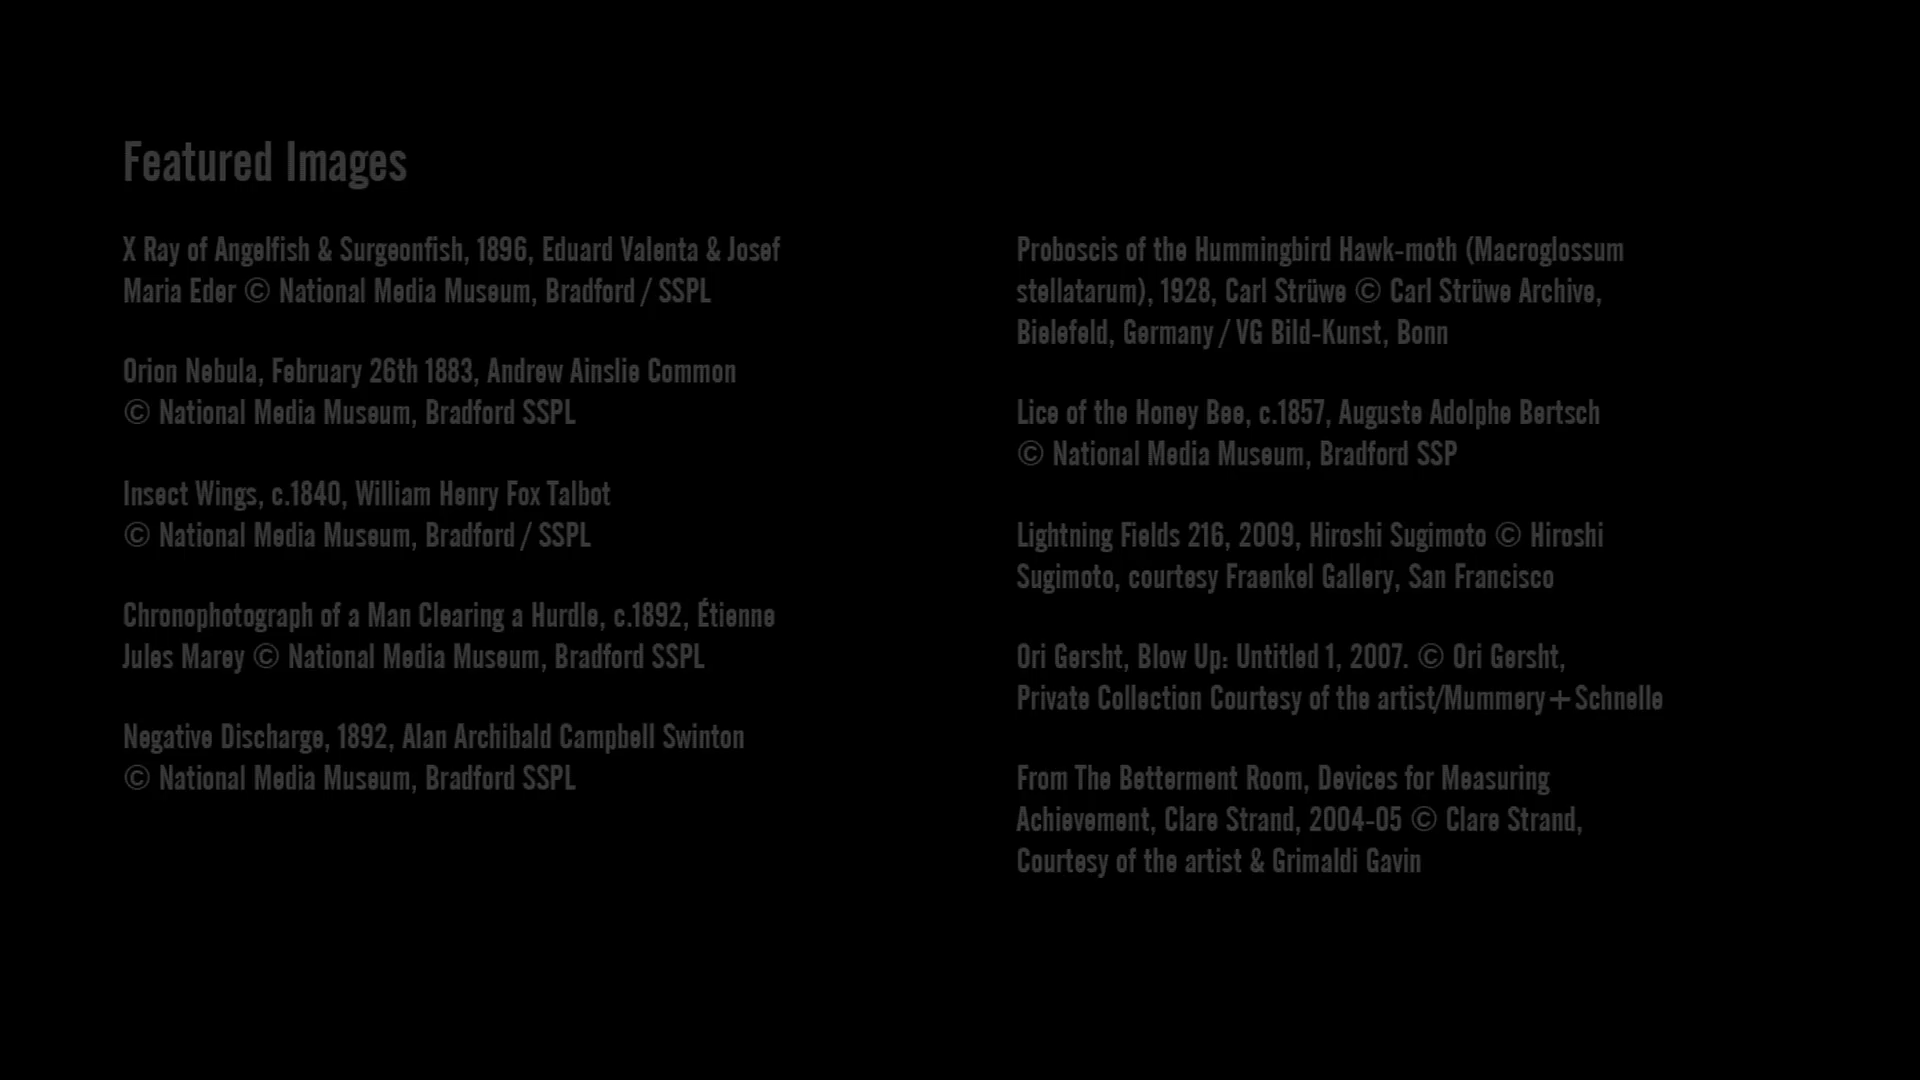 Featured Images
X Ray of Angelfish & Surgeonfish, 1896, Eduard Valenta & Josef
Maria Eder © National Media Museum, Bradford / SSPL
Orion Nebula, February 26th 1883, Andrew Ainslie Common
© National Media Museum, Bradford SSPL
Insect Wings, c.1840, William Henry Fox Talbot
© National Media Museum, Bradford / SSPL
Chronophotograph of a Man Clearing a Hurdle, c.1892, Étienne
Jules Marey © National Media Museum, Bradford SSPL
Negative Discharge, 1892, Alan Archibald Campbell Swinton
© National Media Museum, Bradford SSPL
Proboscis of the Hummingbird Hawk-moth (Macroglossum
stellatarum), 1928, Carl Strüwe © Carl Strüwe Archive,
Bielefeld, Germany / VG Bild-Kunst, Bonn
Lice of the Honey Bee, c.1857, Auguste Adolphe Bertsch
© National Media Museum, Bradford SSP
Lightning Fields 216, 2009, Hiroshi Sugimoto © Hiroshi
Sugimoto, courtesy Fraenkel Gallery, San Francisco
Ori Gersht, Blow Up: Untitled 1, 2007. © Ori Gersht,
Private Collection Courtesy of the artist/Mummery+Schnelle
From The Betterment Room, Devices for Measuring
Achievement, Clare Strand, 2004-05 © Clare Strand,
Courtesy of the artist & Grimaldi Gavin